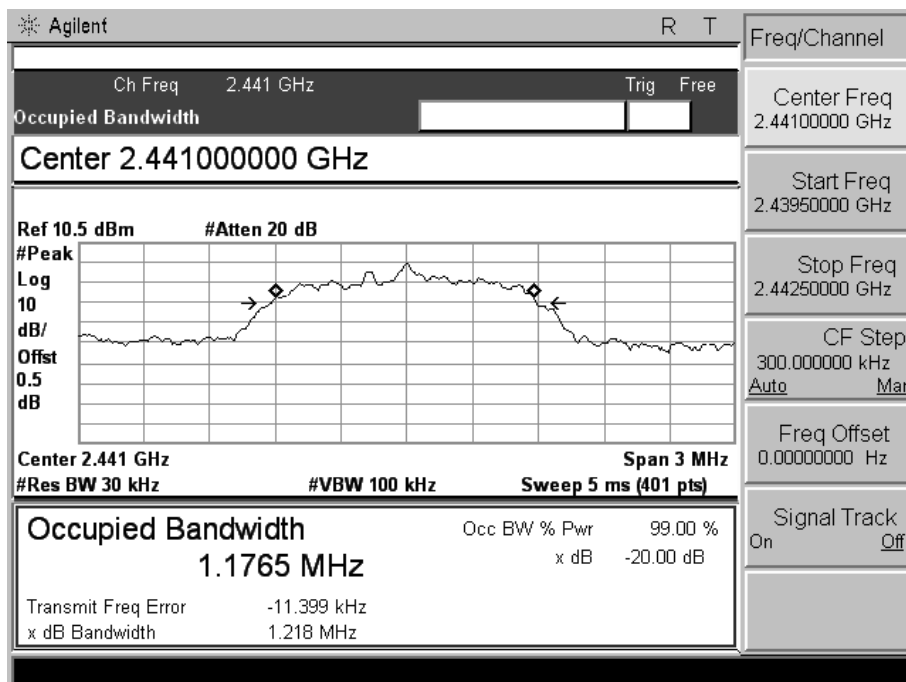 Agilent R T
Ch Freq 2.441 GHz Trig Free
Occupied Bandwidth
Center 2.441000000 GHz
Ref 10.5 dBm #Atten 20 dB
#Peak
Log
10
dB/
Offst
0.5
dB
Center 2.441 GHz Span 3 MHz
#Res BW 30 kHz #VBW 100 kHz Sweep 5 ms (401 pts)
Occupied Bandwidth Occ BW % Pwr 99.00 %
1.1765 MHz x dB -20.00 dB
Transmit Freq Error -11.399 kHz
x dB Bandwidth 1.218 MHz
Freq/Channel
Center Freq
2.44100000 GHz
Start Freq
2.43950000 GHz
Stop Freq
2.44250000 GHz
CF Step
300.000000 kHz
Auto Mar
Freq Offset
0.00000000 Hz
Signal Track
On Off